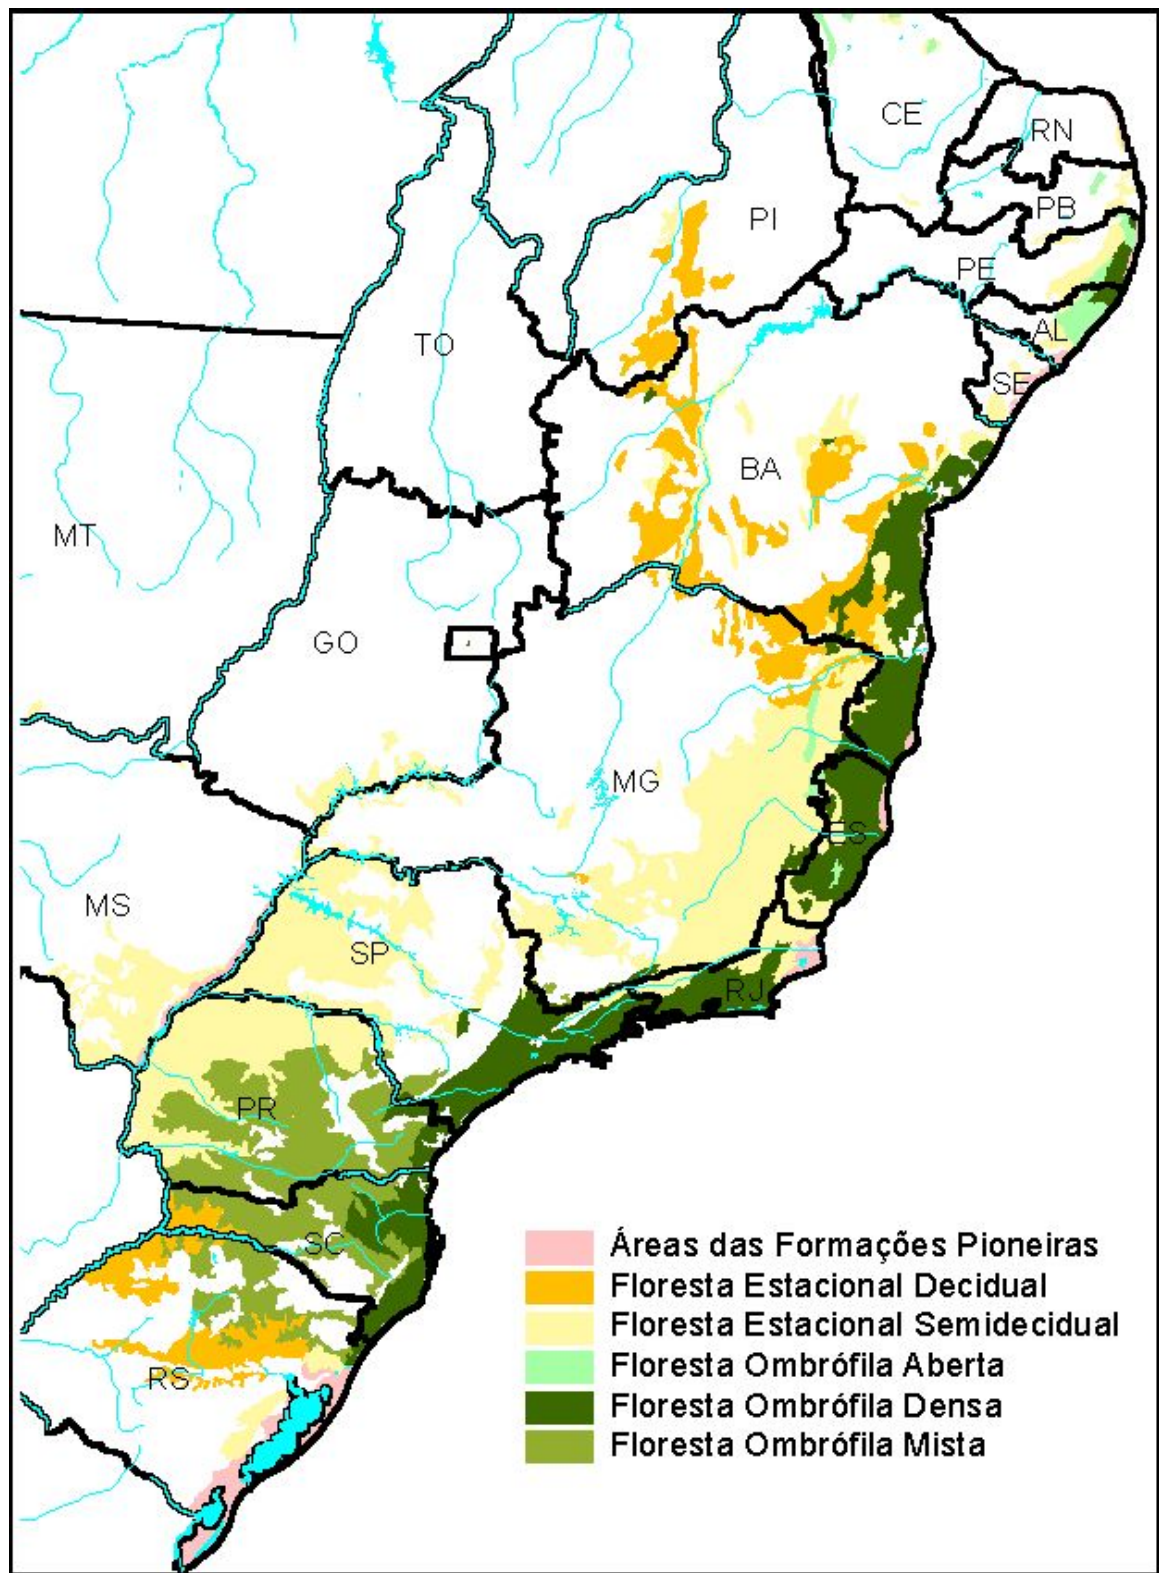 CE
RN
PI
PB
PE
TO
AL
SE
BA
MT
GO
MG
ES
MS
SP
RJ
PR
SC
RS
Áreas das Formações Pioneiras
Floresta Estacional Decidual
Floresta Estacional Semidecidual
Floresta Ombrófila Aberta
Floresta Ombrófila Densa
Floresta Ombrófila Mista